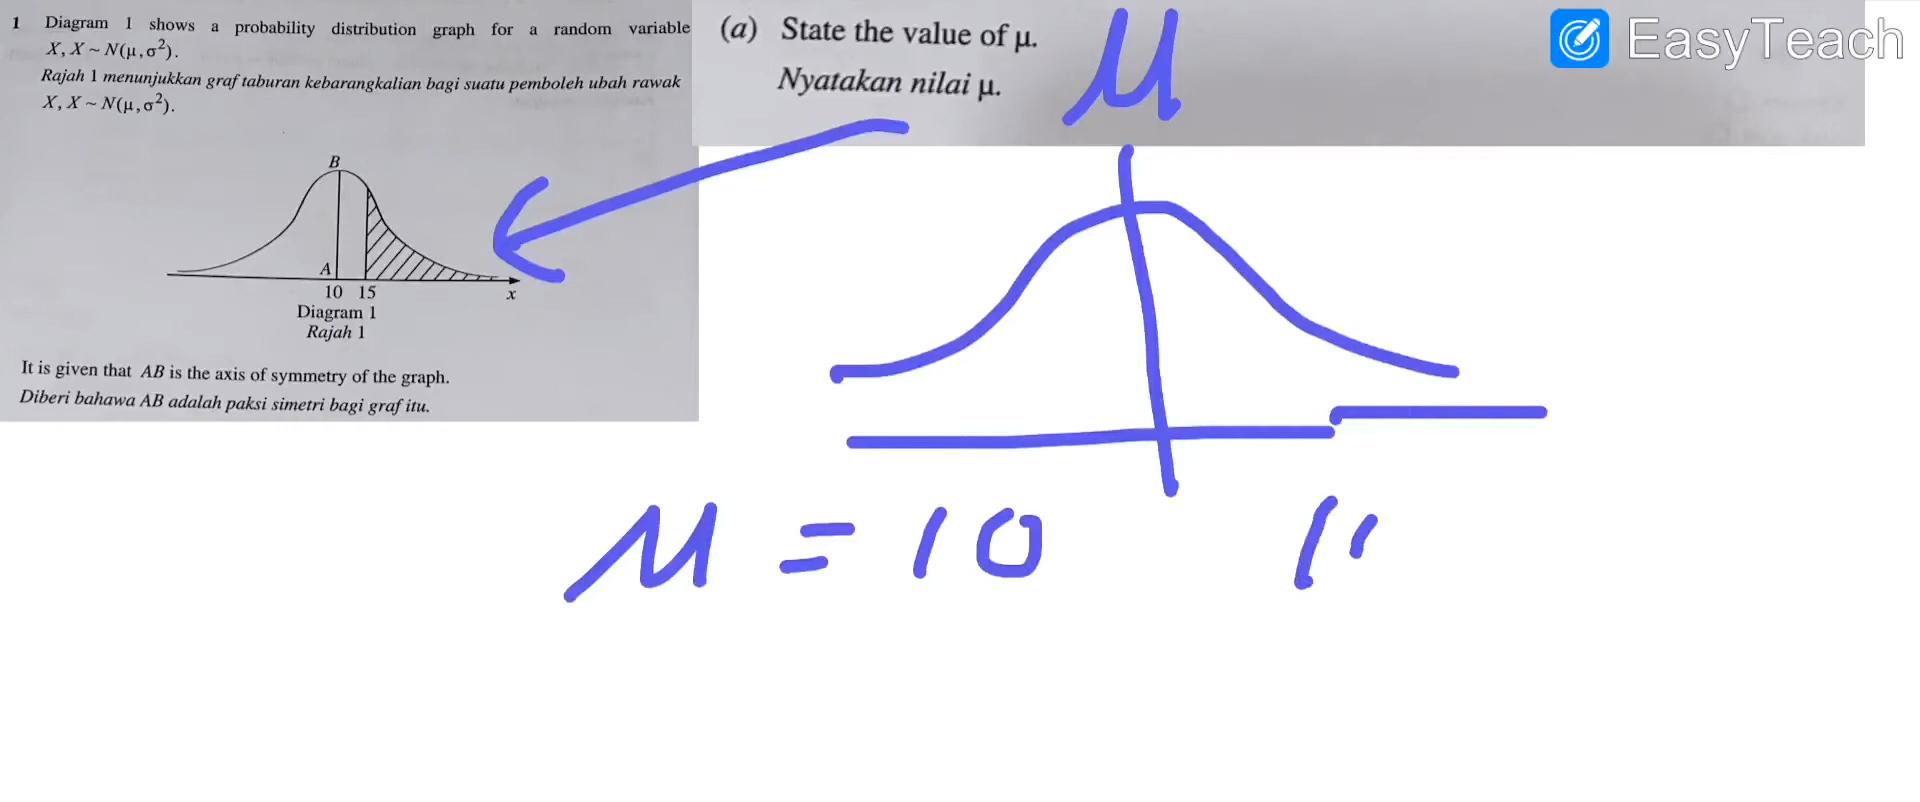 1 Diagram 1 shows a probability distribution graph for a random variable
X, X ~ N(μ, σ²).
Rajah 1 menunjukkan graf taburan kebarangkalian bagi suatu pemboleh ubah rawak
X, X ~ N(μ, σ²).
B
A
10 15
x
Diagram 1
Rajah 1
It is given that AB is the axis of symmetry of the graph.
Diberi bahawa AB adalah paksi simetri bagi graf itu.
(a) State the value of μ.
Nyatakan nilai μ.
μ
EasyTeach
μ = 10